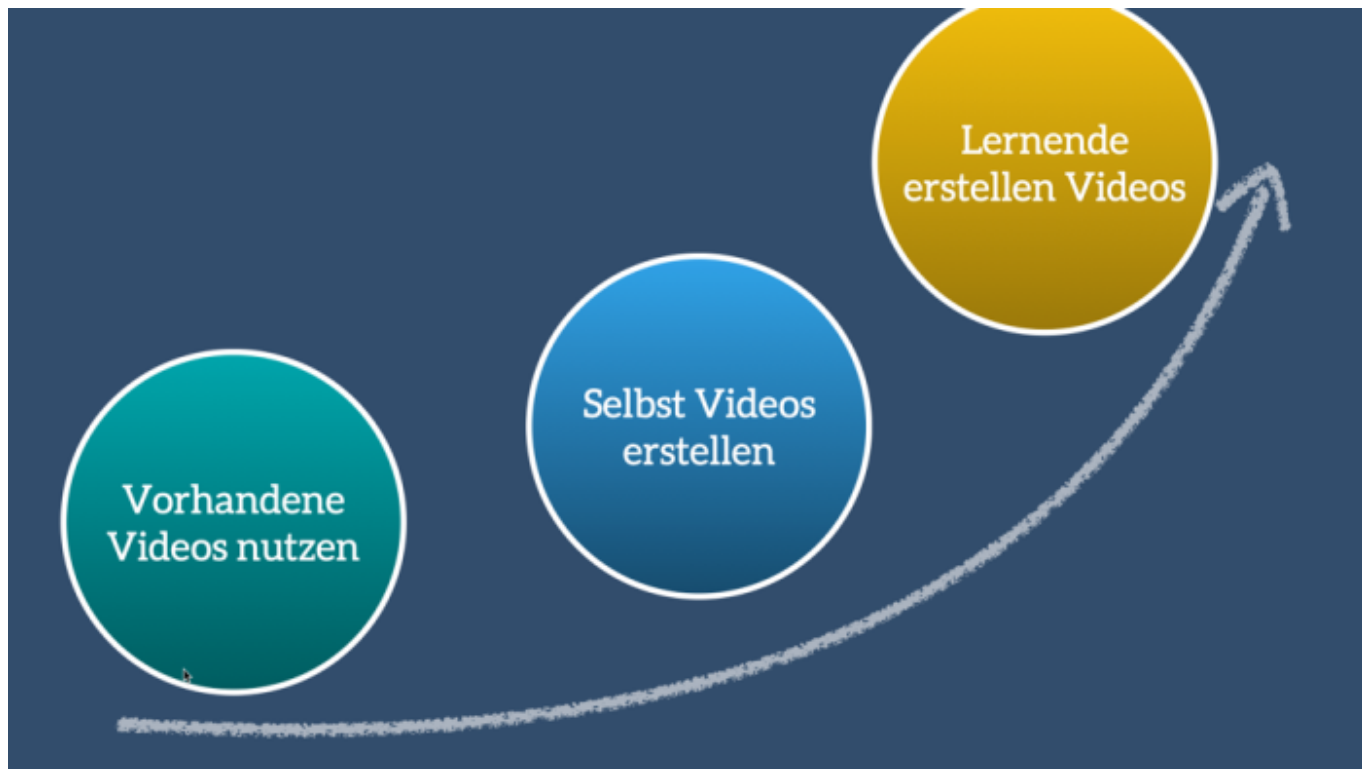 Vorhandene
Videos nutzen
Selbst Videos
erstellen
Lernende
erstellen Videos